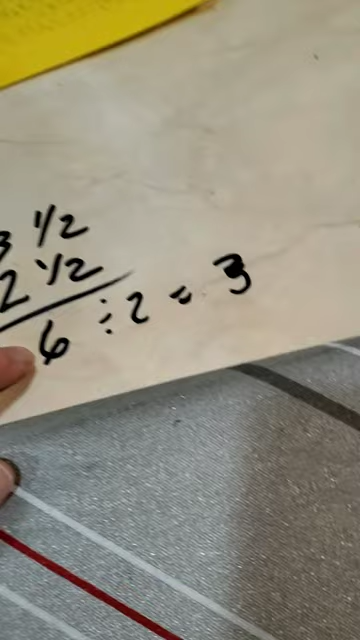 3 1/2
2 1/2
6 ÷ 2 = 3